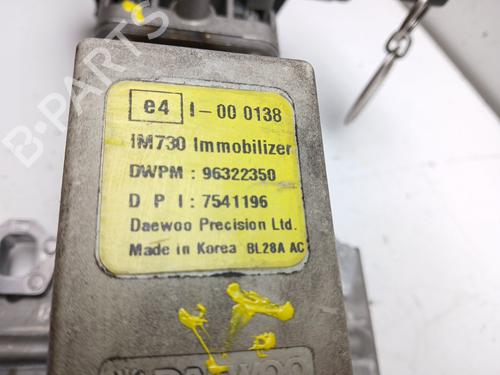 B-PARTS
e4 I-00 0138
IM730 Immobilizer
DWPM : 96322350
D P I : 7541196
Daewoo Precision Ltd.
Made in Korea BL28A AC